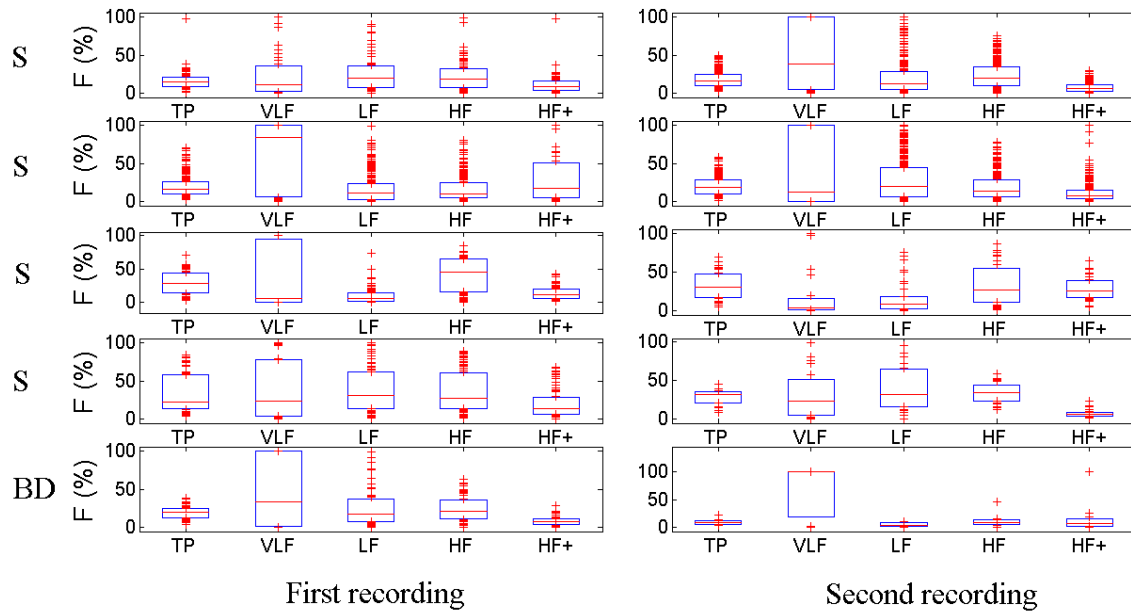 S F (%) 100 50 0 TP VLF LF HF HF+
100 50 0 TP VLF LF HF HF+
S F (%) 100 50 0 TP VLF LF HF HF+
F (%) 100 50 0 TP VLF LF HF HF+
S F (%) 100 50 0 TP VLF LF HF HF+
F (%) 100 50 0 TP VLF LF HF HF+
S F (%) 100 50 0 TP VLF LF HF HF+
F (%) 100 50 0 TP VLF LF HF HF+
BD F (%) 100 50 0 TP VLF LF HF HF+
100 50 0 TP VLF LF HF HF+
First recording
Second recording